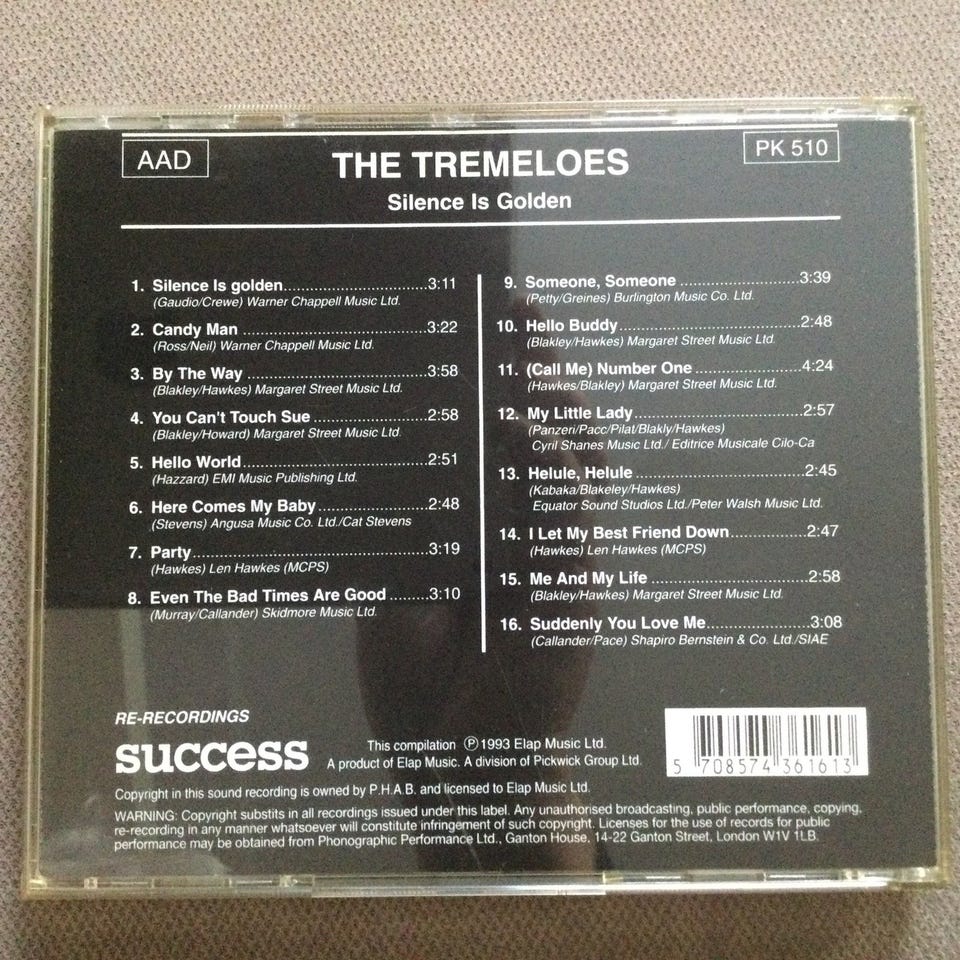 AAD
THE TREMELOES
PK 510
Silence Is Golden
1. Silence Is golden................................3:11
(Gaudio/Crewe) Warner Chappell Music Ltd.
2. Candy Man .........................................3:22
(Ross/Neil) Warner Chappell Music Ltd.
3. By The Way ........................................3:58
(Blakley/Hawkes) Margaret Street Music Ltd.
4. You Can't Touch Sue .........................2:58
(Blakley/Howard) Margaret Street Music Ltd.
5. Hello World.........................................2:51
(Hazzard) EMI Music Publishing Ltd.
6. Here Comes My Baby ........................2:48
(Stevens) Angusa Music Co. Ltd./Cat Stevens
7. Party....................................................3:19
(Hawkes) Len Hawkes (MCPS)
8. Even The Bad Times Are Good .........3:10
(Murray/Callander) Skidmore Music Ltd.
9. Someone, Someone ..........................3:39
(Petty/Greines) Burlington Music Co. Ltd.
10. Hello Buddy........................................2:48
(Blakley/Hawkes) Margaret Street Music Ltd.
11. (Call Me) Number One ........................4:24
(Hawkes/Blakley) Margaret Street Music Ltd.
12. My Little Lady.....................................2:57
(Panzeri/Pacc/Pilat/Blakly/Hawkes)
Cyril Shanes Music Ltd./ Editrice Musicale Cilo-Ca
13. Helule, Helule .....................................2:45
(Kabaka/Blakeley/Hawkes)
Equator Sound Studios Ltd./Peter Walsh Music Ltd.
14. I Let My Best Friend Down.................2:47
(Hawkes) Len Hawkes (MCPS)
15. Me And My Life ...................................2:58
(Blakley/Hawkes) Margaret Street Music Ltd.
16. Suddenly You Love Me.......................3:08
(Callander/Pace) Shapiro Bernstein & Co. Ltd./SIAE
RE-RECORDINGS
success
This compilation Ⓟ 1993 Elap Music Ltd.
A product of Elap Music. A division of Pickwick Group Ltd.
5 708574 361613
Copyright in this sound recording is owned by P.H.A.B. and licensed to Elap Music Ltd.
WARNING: Copyright substits in all recordings issued under this label. Any unauthorised broadcasting, public performance, copying,
re-recording in any manner whatsoever will constitute infringement of such copyright. Licenses for the use of records for public
performance may be obtained from Phonographic Performance Ltd., Ganton House, 14-22 Ganton Street, London W1V 1LB.